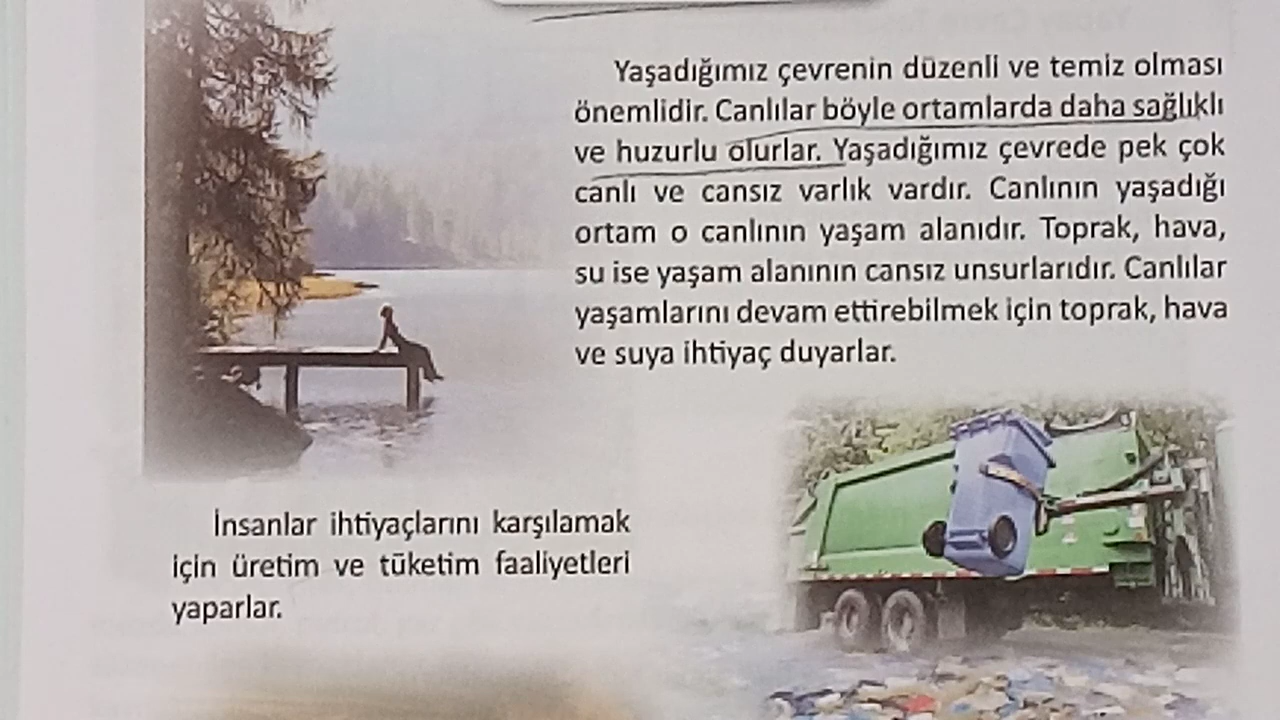 Yaşadığımız çevrenin düzenli ve temiz olması
önemlidir. Canlılar böyle ortamlarda daha sağlıklı
ve huzurlu olurlar. Yaşadığımız çevrede pek çok
canlı ve cansız varlık vardır. Canlının yaşadığı
ortam o canlının yaşam alanıdır. Toprak, hava,
su ise yaşam alanının cansız unsurlarıdır. Canlılar
yaşamlarını devam ettirebilmek için toprak, hava
ve suya ihtiyaç duyarlar.
İnsanlar ihtiyaçlarını karşılamak
için üretim ve tüketim faaliyetleri
yaparlar.